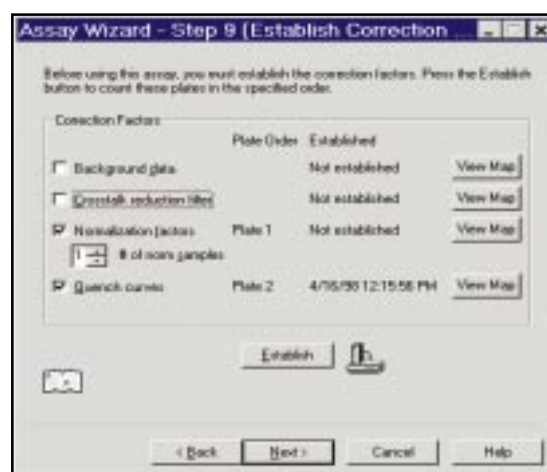 Assay Wizard - Step 9 (Establish Correction ...
Before using this assay, you must establish the correction factors. Press the Establish
button to count these plates in the specified order.
Correction Factors
Plate Order Established
Background data Not established View Map
Crosstalk reduction filter Not established View Map
Normalization factors Plate 1 Not established View Map
1 # of norm samples
Quench curves Plate 2 4/16/98 12:15:56 PM View Map
Establish
< Back Next > Cancel Help